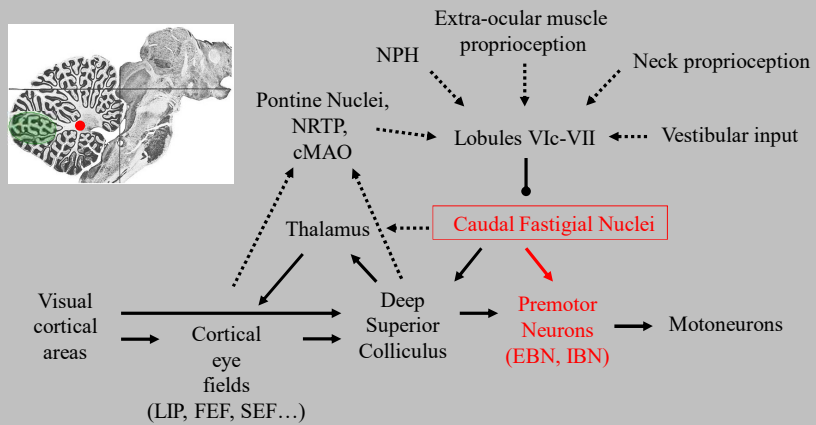 Extra-ocular muscle
proprioception
NPH
Neck proprioception
Pontine Nuclei,
NRTP,
cMAO
Lobules VIc-VII
Vestibular input
Caudal Fastigial Nuclei
Thalamus
Visual
cortical
areas
Cortical
eye
fields
(LIP, FEF, SEF…)
Deep
Superior
Colliculus
Premotor
Neurons
(EBN, IBN)
Motoneurons